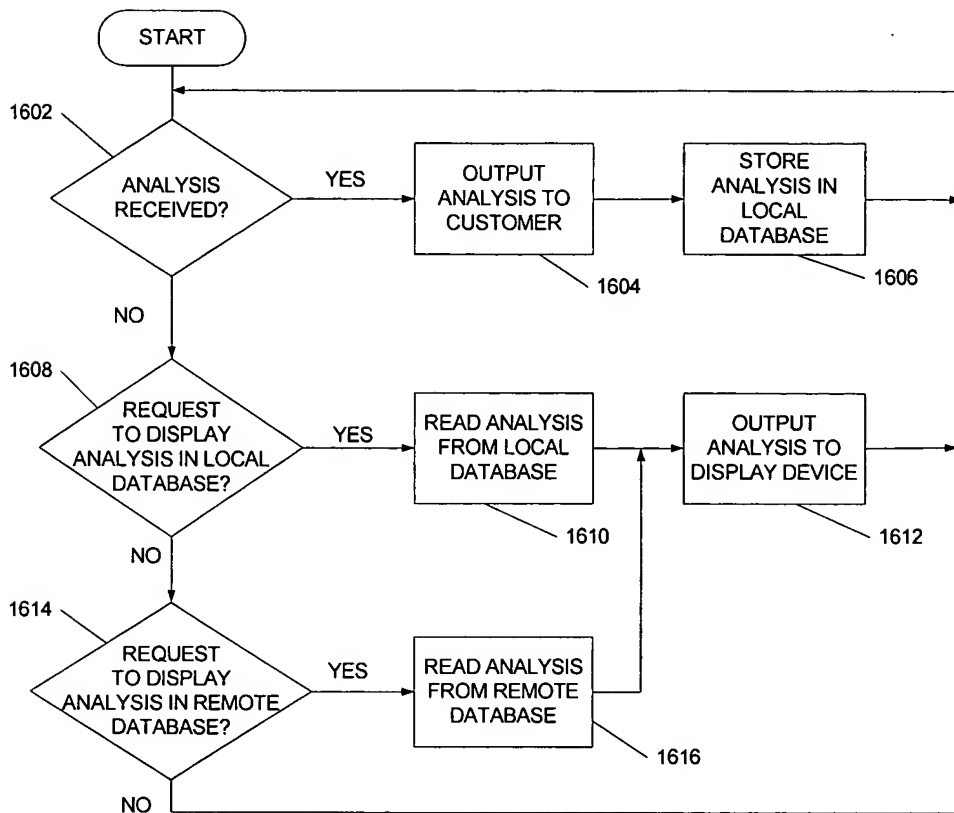 START
1602
ANALYSIS
RECEIVED?
YES
OUTPUT
ANALYSIS TO
CUSTOMER
1604
STORE
ANALYSIS IN
LOCAL
DATABASE
1606
NO
1608
REQUEST
TO DISPLAY
ANALYSIS IN LOCAL
DATABASE?
YES
READ ANALYSIS
FROM LOCAL
DATABASE
1610
OUTPUT
ANALYSIS TO
DISPLAY DEVICE
1612
NO
1614
REQUEST
TO DISPLAY
ANALYSIS IN REMOTE
DATABASE?
YES
READ ANALYSIS
FROM REMOTE
DATABASE
1616
NO